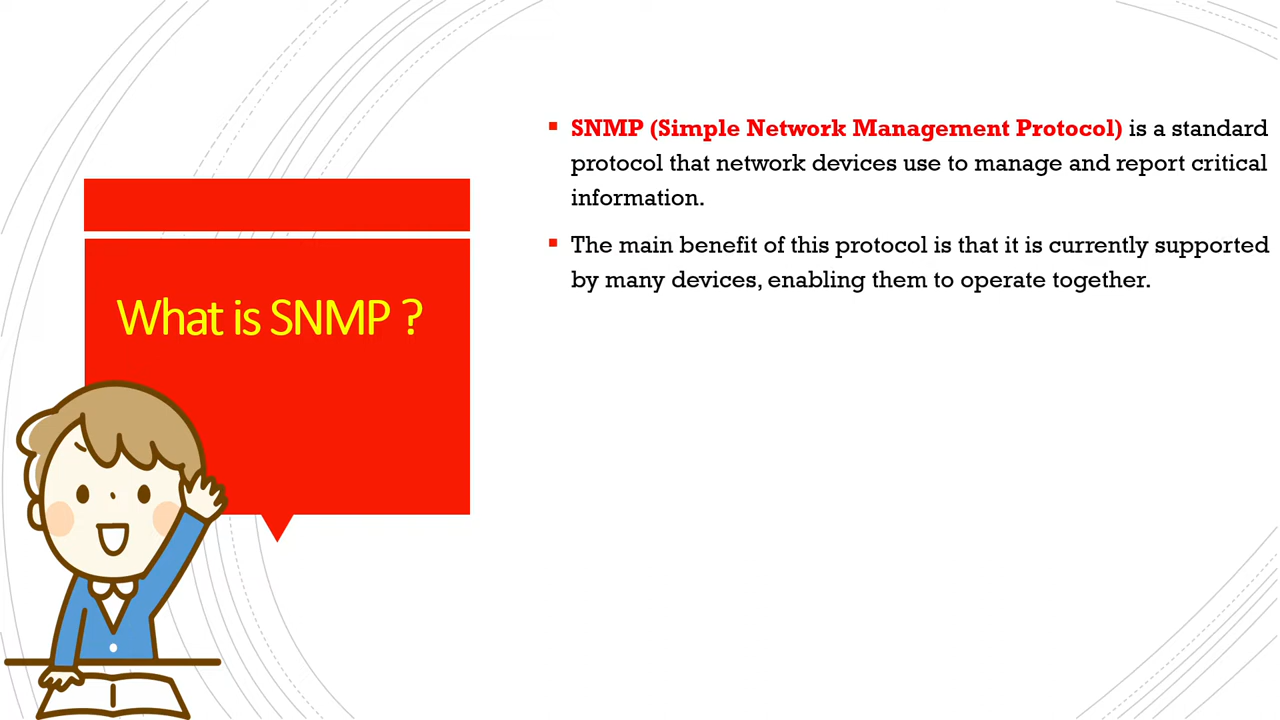 What is SNMP ?
▪ SNMP (Simple Network Management Protocol) is a standard
protocol that network devices use to manage and report critical
information.
▪ The main benefit of this protocol is that it is currently supported
by many devices, enabling them to operate together.